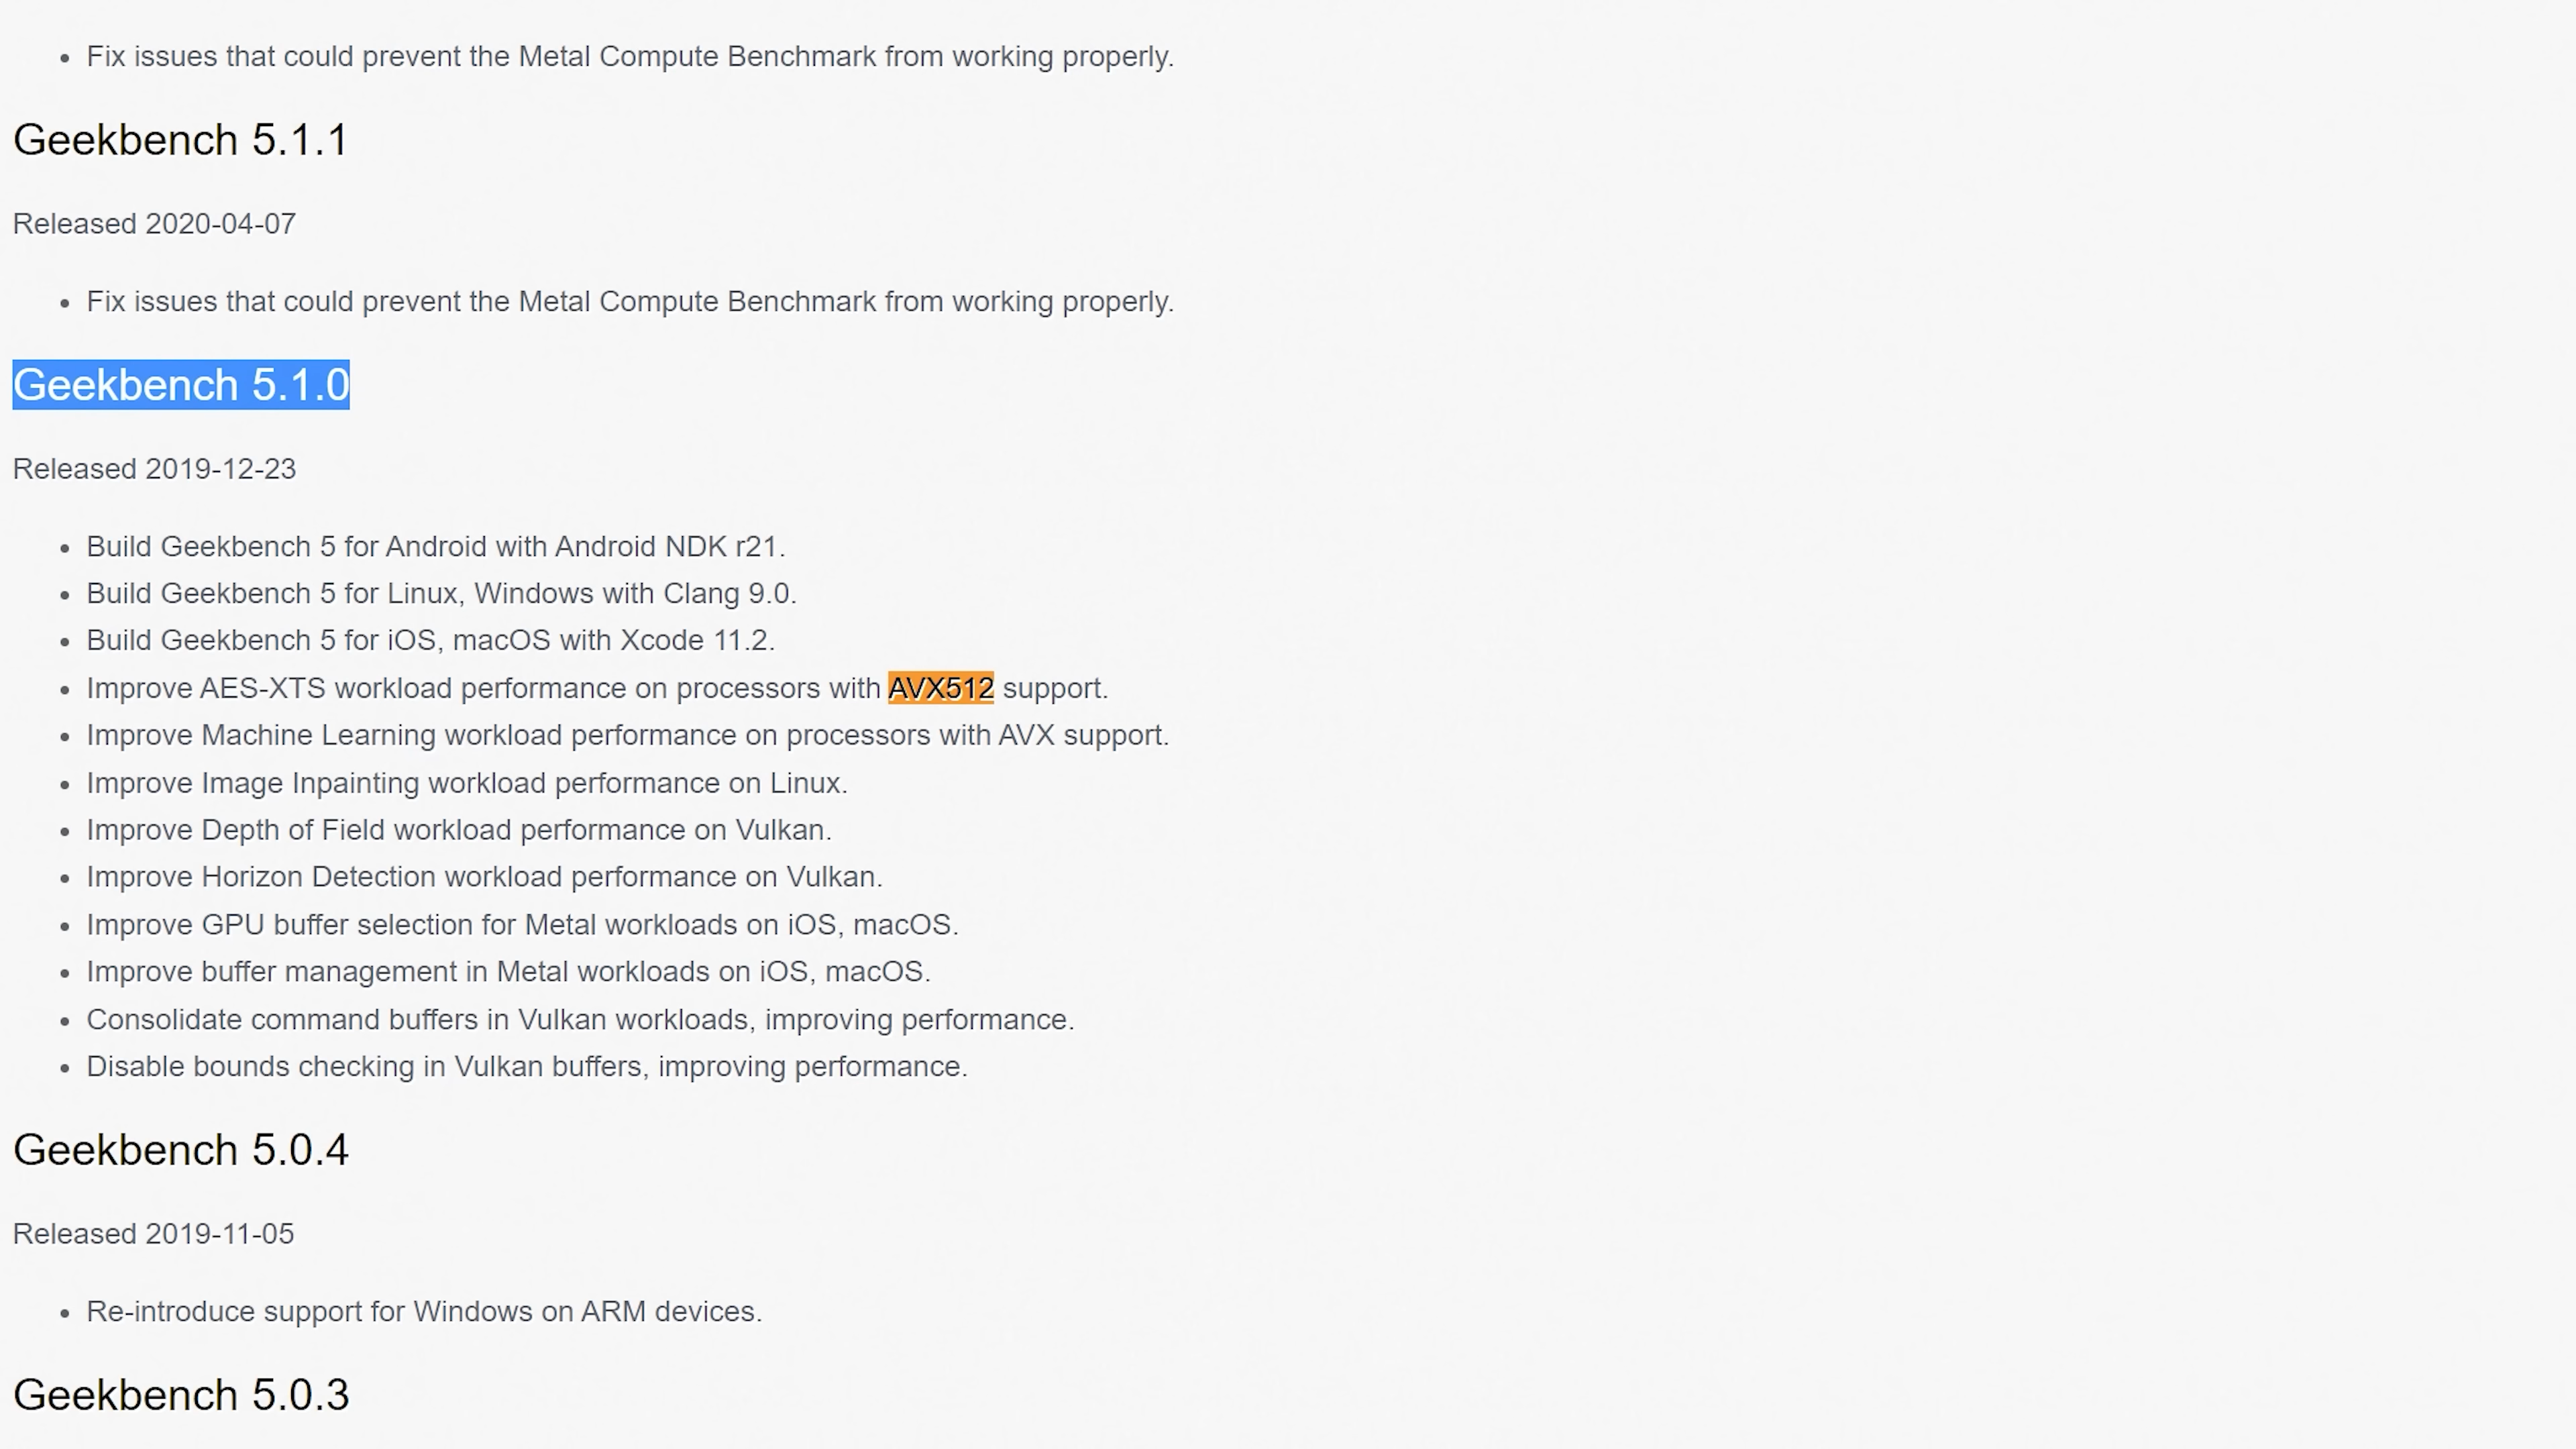 Fix issues that could prevent the Metal Compute Benchmark from working properly.
Geekbench 5.1.1
Released 2020-04-07
Fix issues that could prevent the Metal Compute Benchmark from working properly.
Geekbench 5.1.0
Released 2019-12-23
Build Geekbench 5 for Android with Android NDK r21.
Build Geekbench 5 for Linux, Windows with Clang 9.0.
Build Geekbench 5 for iOS, macOS with Xcode 11.2.
Improve AES-XTS workload performance on processors with AVX512 support.
Improve Machine Learning workload performance on processors with AVX support.
Improve Image Inpainting workload performance on Linux.
Improve Depth of Field workload performance on Vulkan.
Improve Horizon Detection workload performance on Vulkan.
Improve GPU buffer selection for Metal workloads on iOS, macOS.
Improve buffer management in Metal workloads on iOS, macOS.
Consolidate command buffers in Vulkan workloads, improving performance.
Disable bounds checking in Vulkan buffers, improving performance.
Geekbench 5.0.4
Released 2019-11-05
Re-introduce support for Windows on ARM devices.
Geekbench 5.0.3